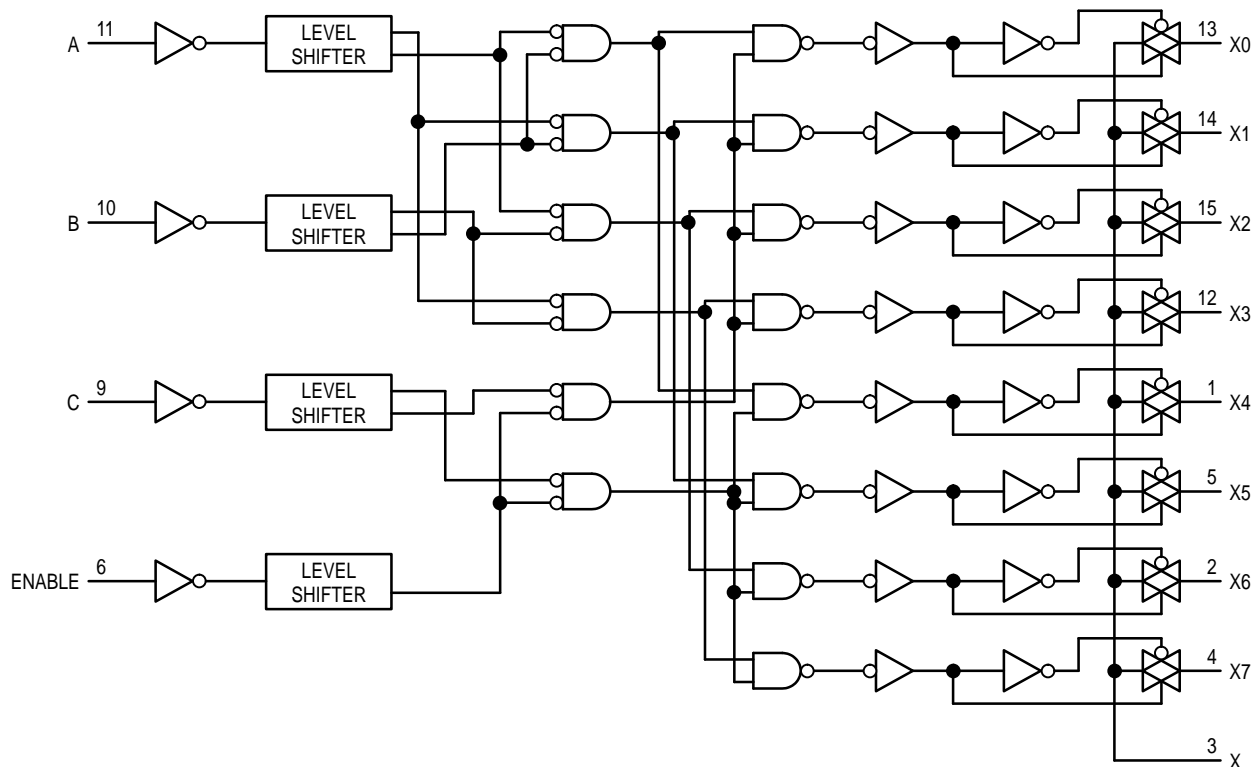 A 11 LEVEL SHIFTER 13 X0
14 X1
B 10 LEVEL SHIFTER 15 X2
12 X3
C 9 LEVEL SHIFTER 1 X4
5 X5
ENABLE 6 LEVEL SHIFTER 2 X6
4 X7
3 X